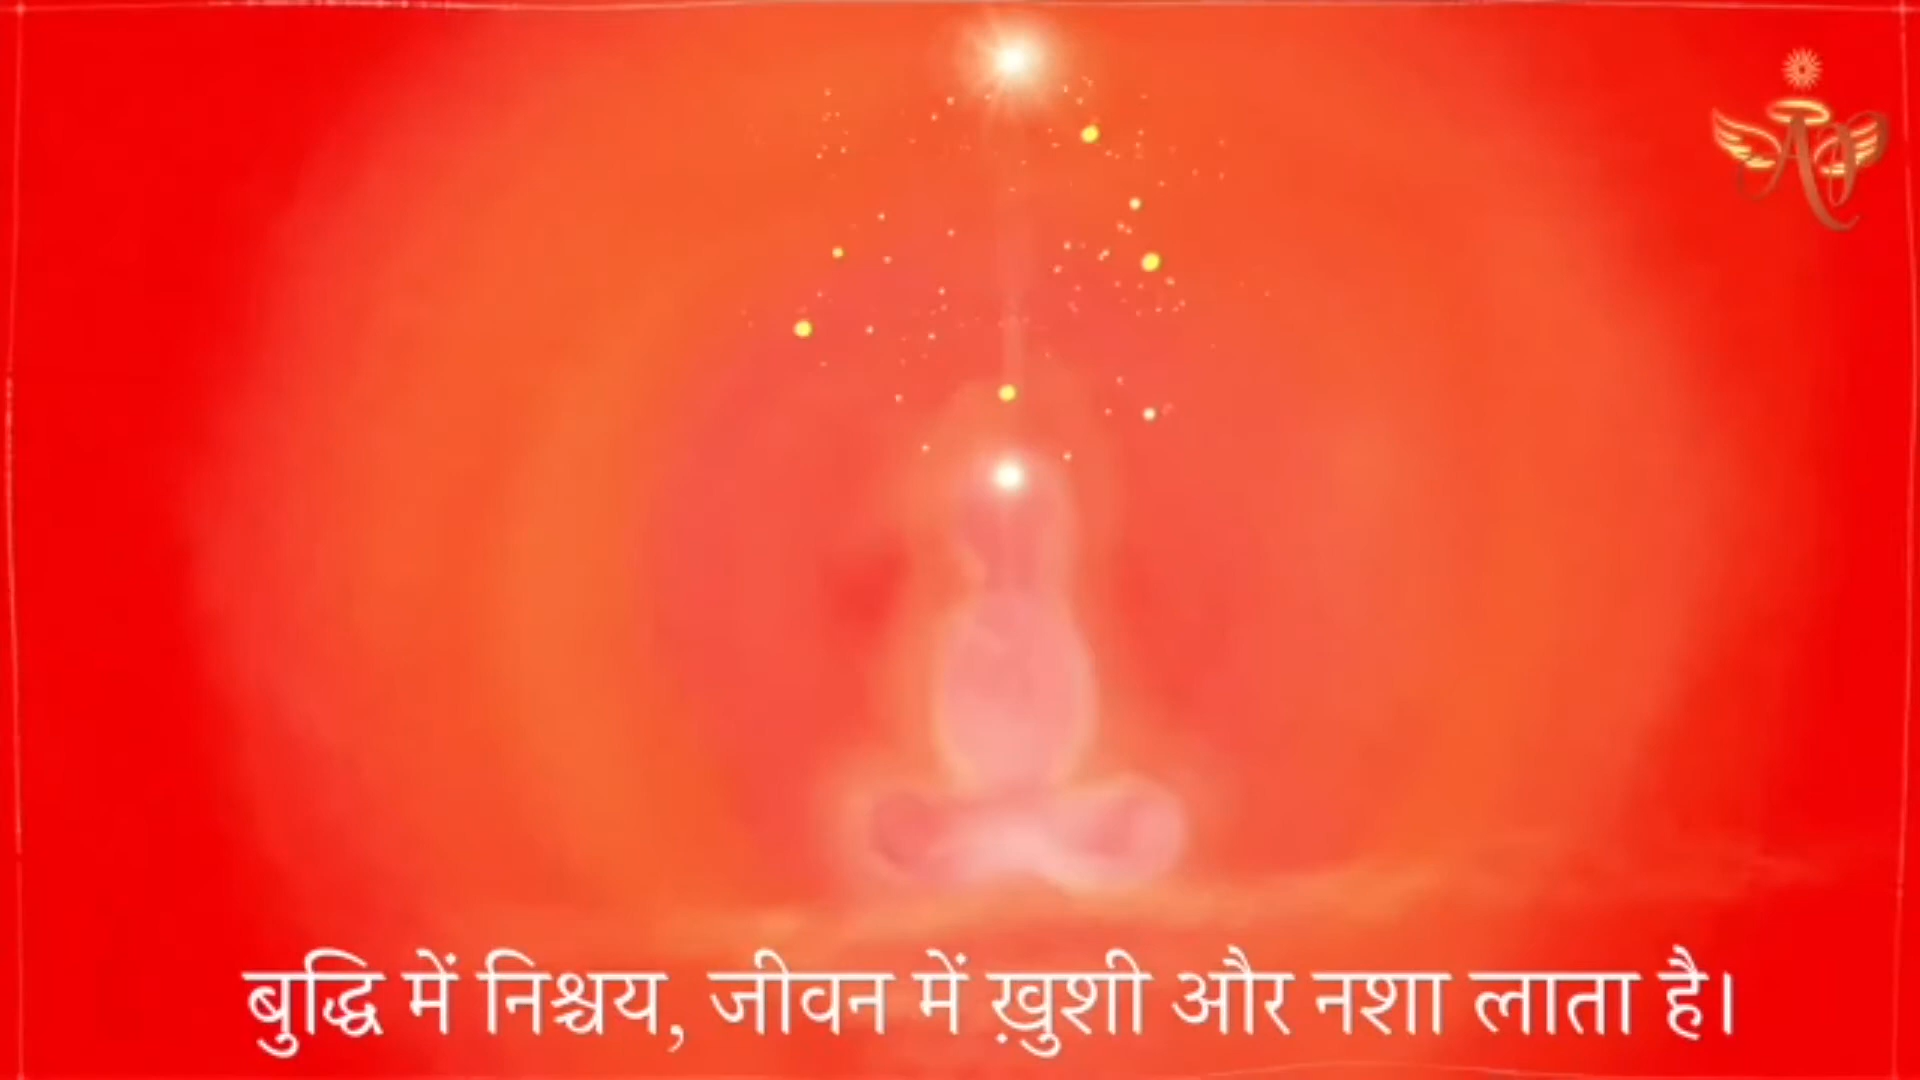 बुद्धि में निश्चय, जीवन में ख़ुशी और नशा लाता है।